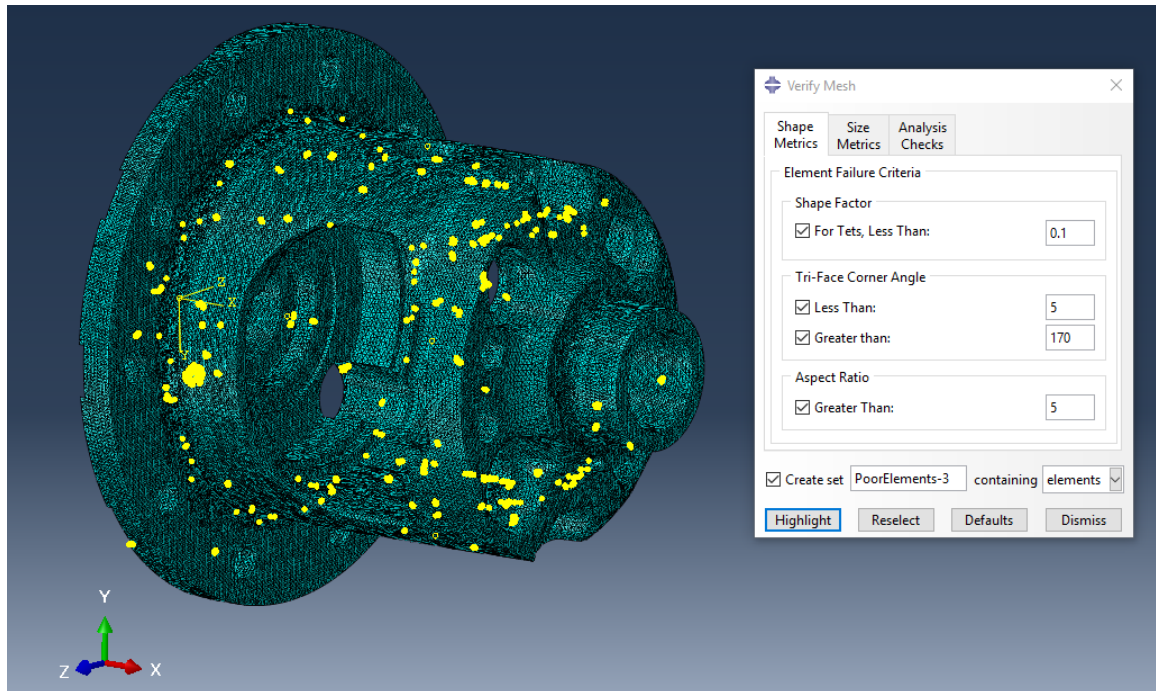 Verify Mesh
Shape Metrics
Size Metrics
Analysis Checks
Element Failure Criteria
Shape Factor
For Tets, Less Than: 0.1
Tri-Face Corner Angle
Less Than: 5
Greater than: 170
Aspect Ratio
Greater Than: 5
Create set PoorElements-3 containing elements
Highlight Reselect Defaults Dismiss
Z
X
Y
Y
Z X